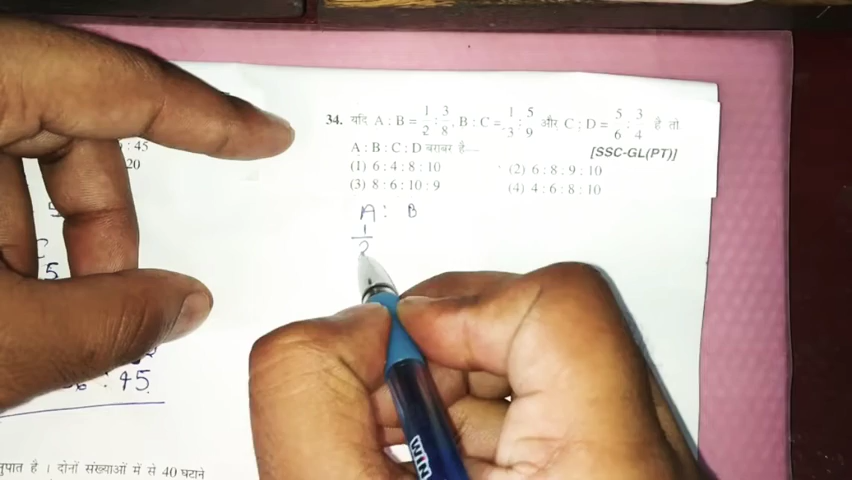 34. यदि A : B = 1/2 : 3/8, B : C = 1/3 : 5/9 और C : D = 5/6 : 3/4 है तो
A : B : C : D बराबर है—
[SSC-GL(PT)]
(1) 6 : 4 : 8 : 10
(2) 6 : 8 : 9 : 10
(3) 8 : 6 : 10 : 9
(4) 4 : 6 : 8 : 10
A : B
1/2
: 45
20
5
: 45
नुपात है । दोनों संख्याओं में से 40 घटाने
WIN